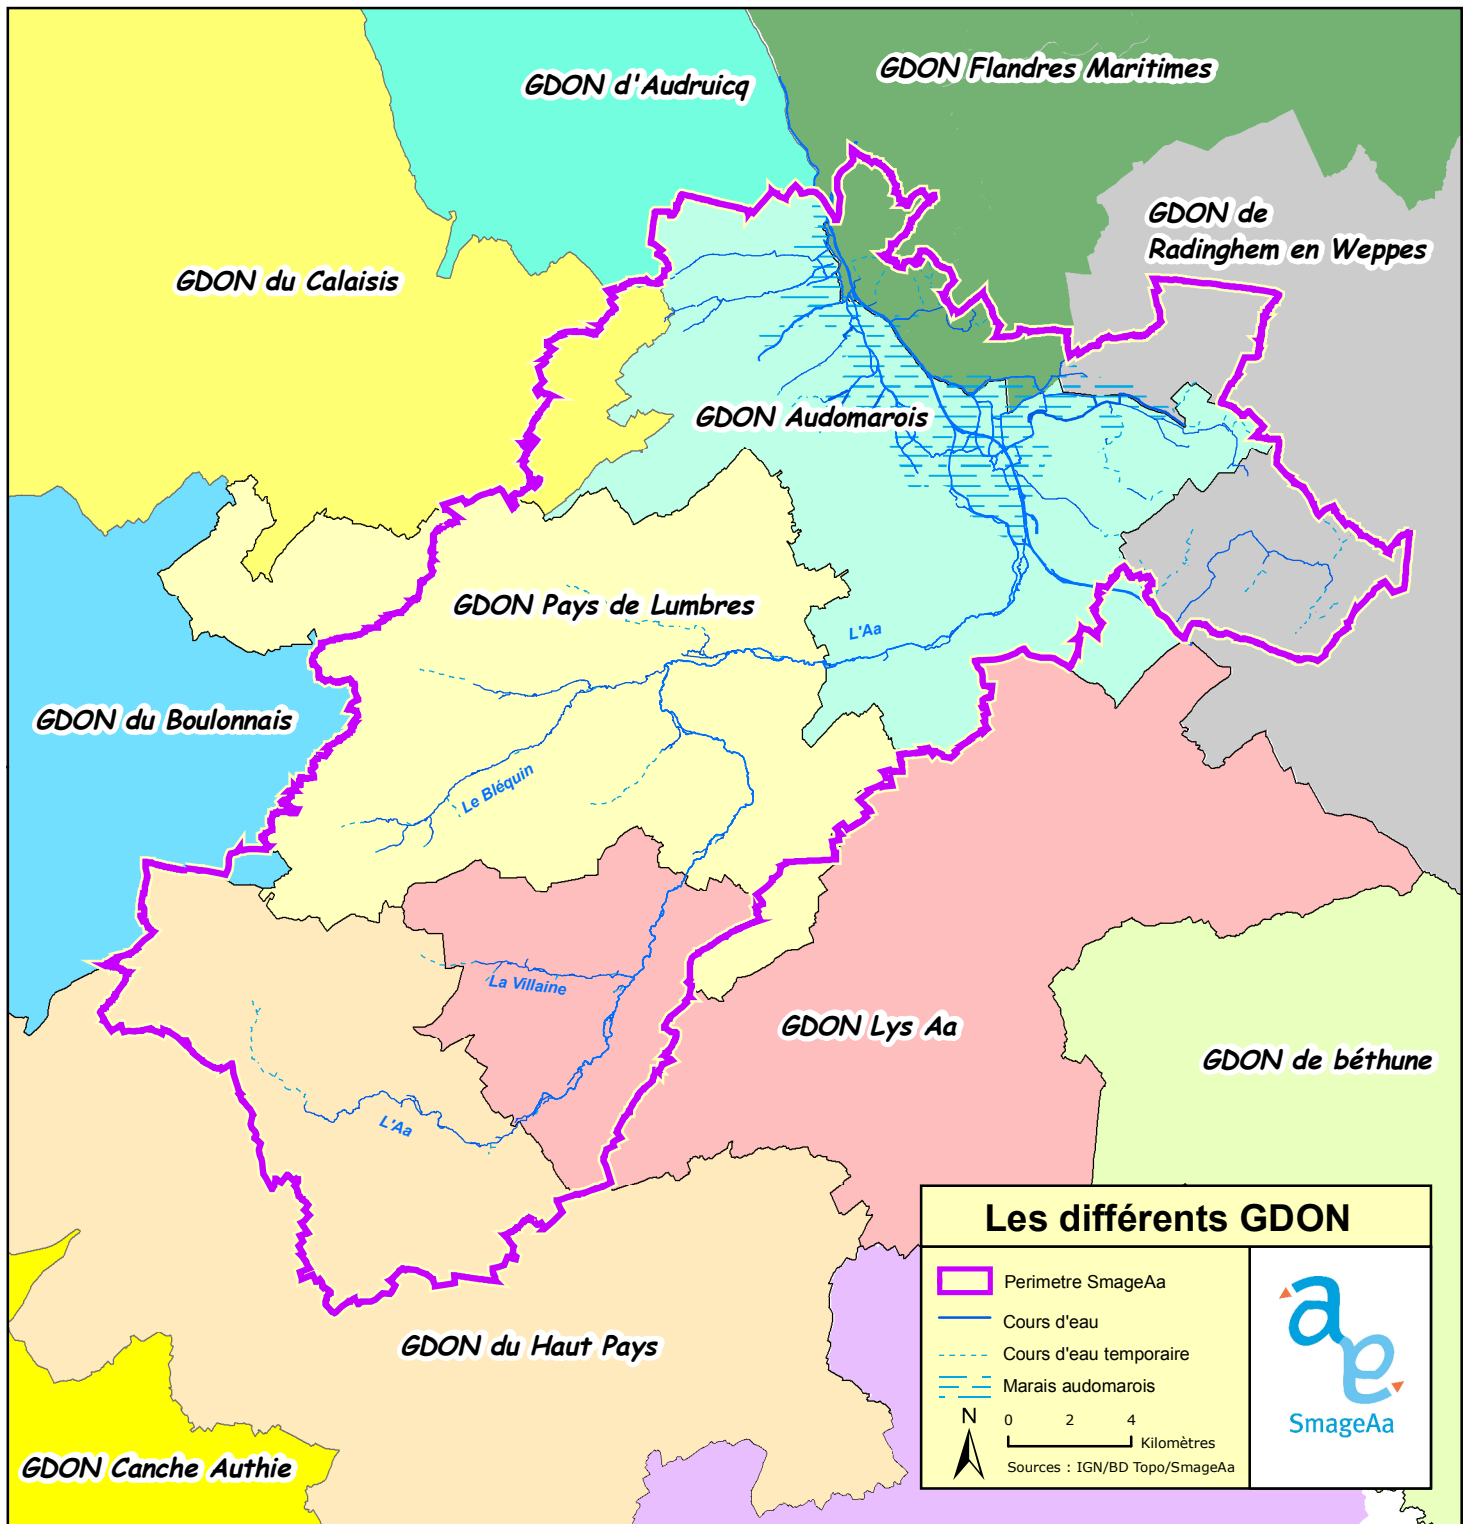 GDON Flandres Maritimes
GDON d'Audruicq
GDON de
Radinghem en Weppes
GDON du Calaisis
GDON Audomarois
GDON Pays de Lumbres
L'Aa
GDON du Boulonnais
Le Bléquin
La Villaine
GDON Lys Aa
GDON de béthune
L'Aa
GDON du Haut Pays
GDON Canche Authie
Les différents GDON
Perimetre SmageAa
Cours d'eau
Cours d'eau temporaire
Marais audomarois
N
0 2 4
Kilomètres
Sources : IGN/BD Topo/SmageAa
ae
SmageAa